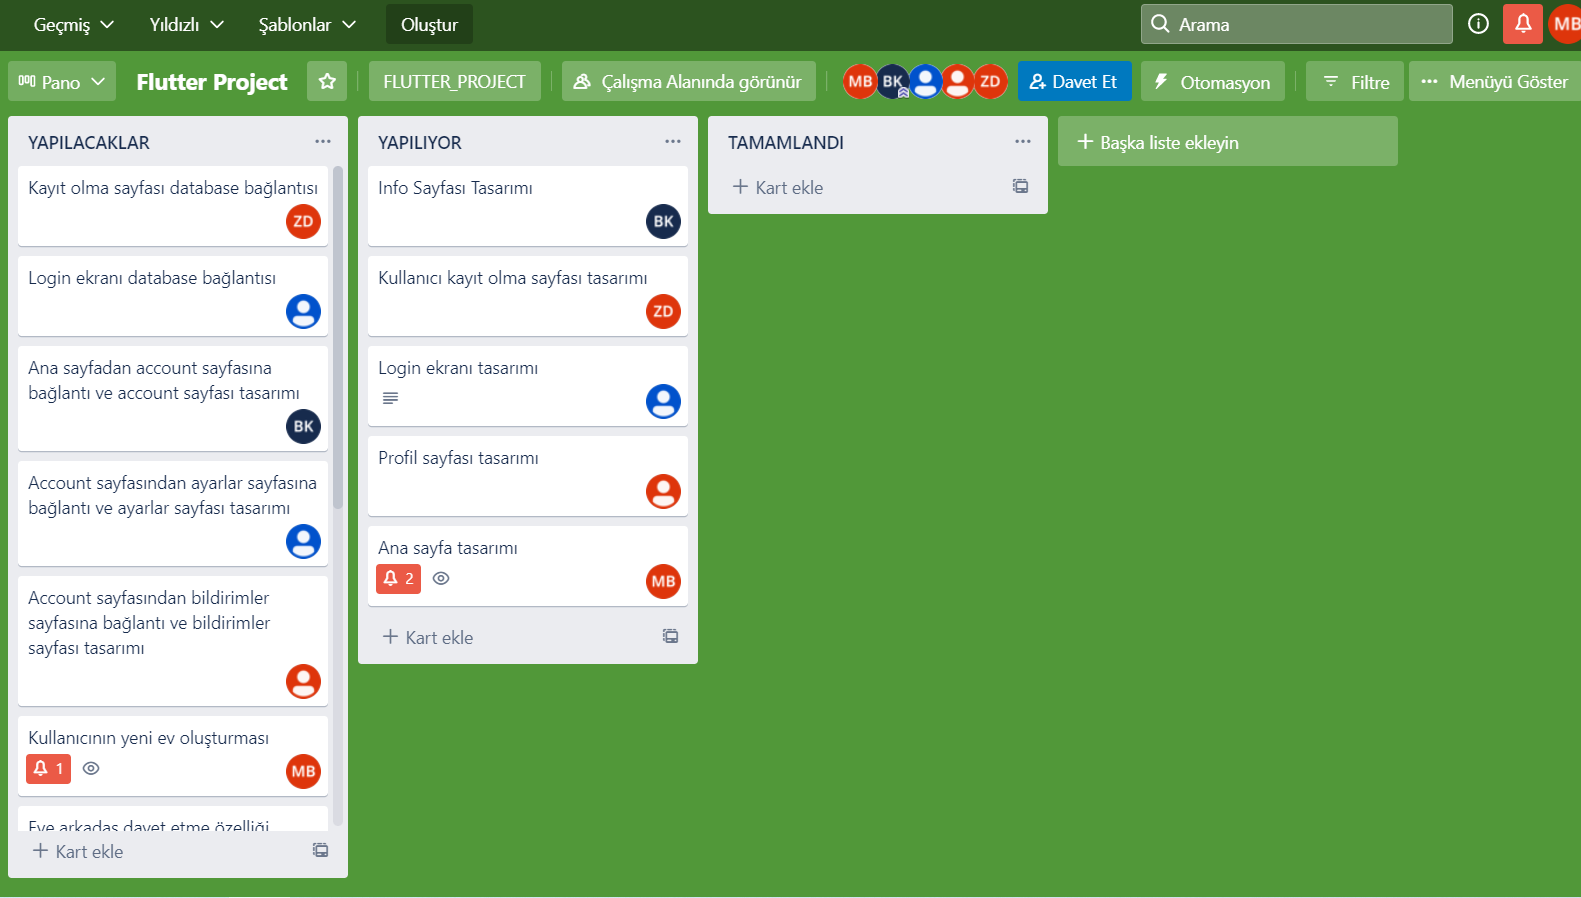 Geçmiş Yıldızlı Şablonlar Oluştur Arama MB
Pano Flutter Project FLUTTER_PROJECT Çalışma Alanında görünür MB BK ZD Davet Et Otomasyon Filtre Menüyü Göster
YAPILACAKLAR
Kayıt olma sayfası database bağlantısı
ZD
Login ekranı database bağlantısı
Ana sayfadan account sayfasına
bağlantı ve account sayfası tasarımı
BK
Account sayfasından ayarlar sayfasına
bağlantı ve ayarlar sayfası tasarımı
Account sayfasından bildirimler
sayfasına bağlantı ve bildirimler
sayfası tasarımı
Kullanıcının yeni ev oluşturması
1 MB
Eve arkadaş davet etme özelliği
Kart ekle
YAPILIYOR
Info Sayfası Tasarımı
BK
Kullanıcı kayıt olma sayfası tasarımı
ZD
Login ekranı tasarımı
Profil sayfası tasarımı
Ana sayfa tasarımı
2 MB
Kart ekle
TAMAMLANDI
Kart ekle
Başka liste ekleyin